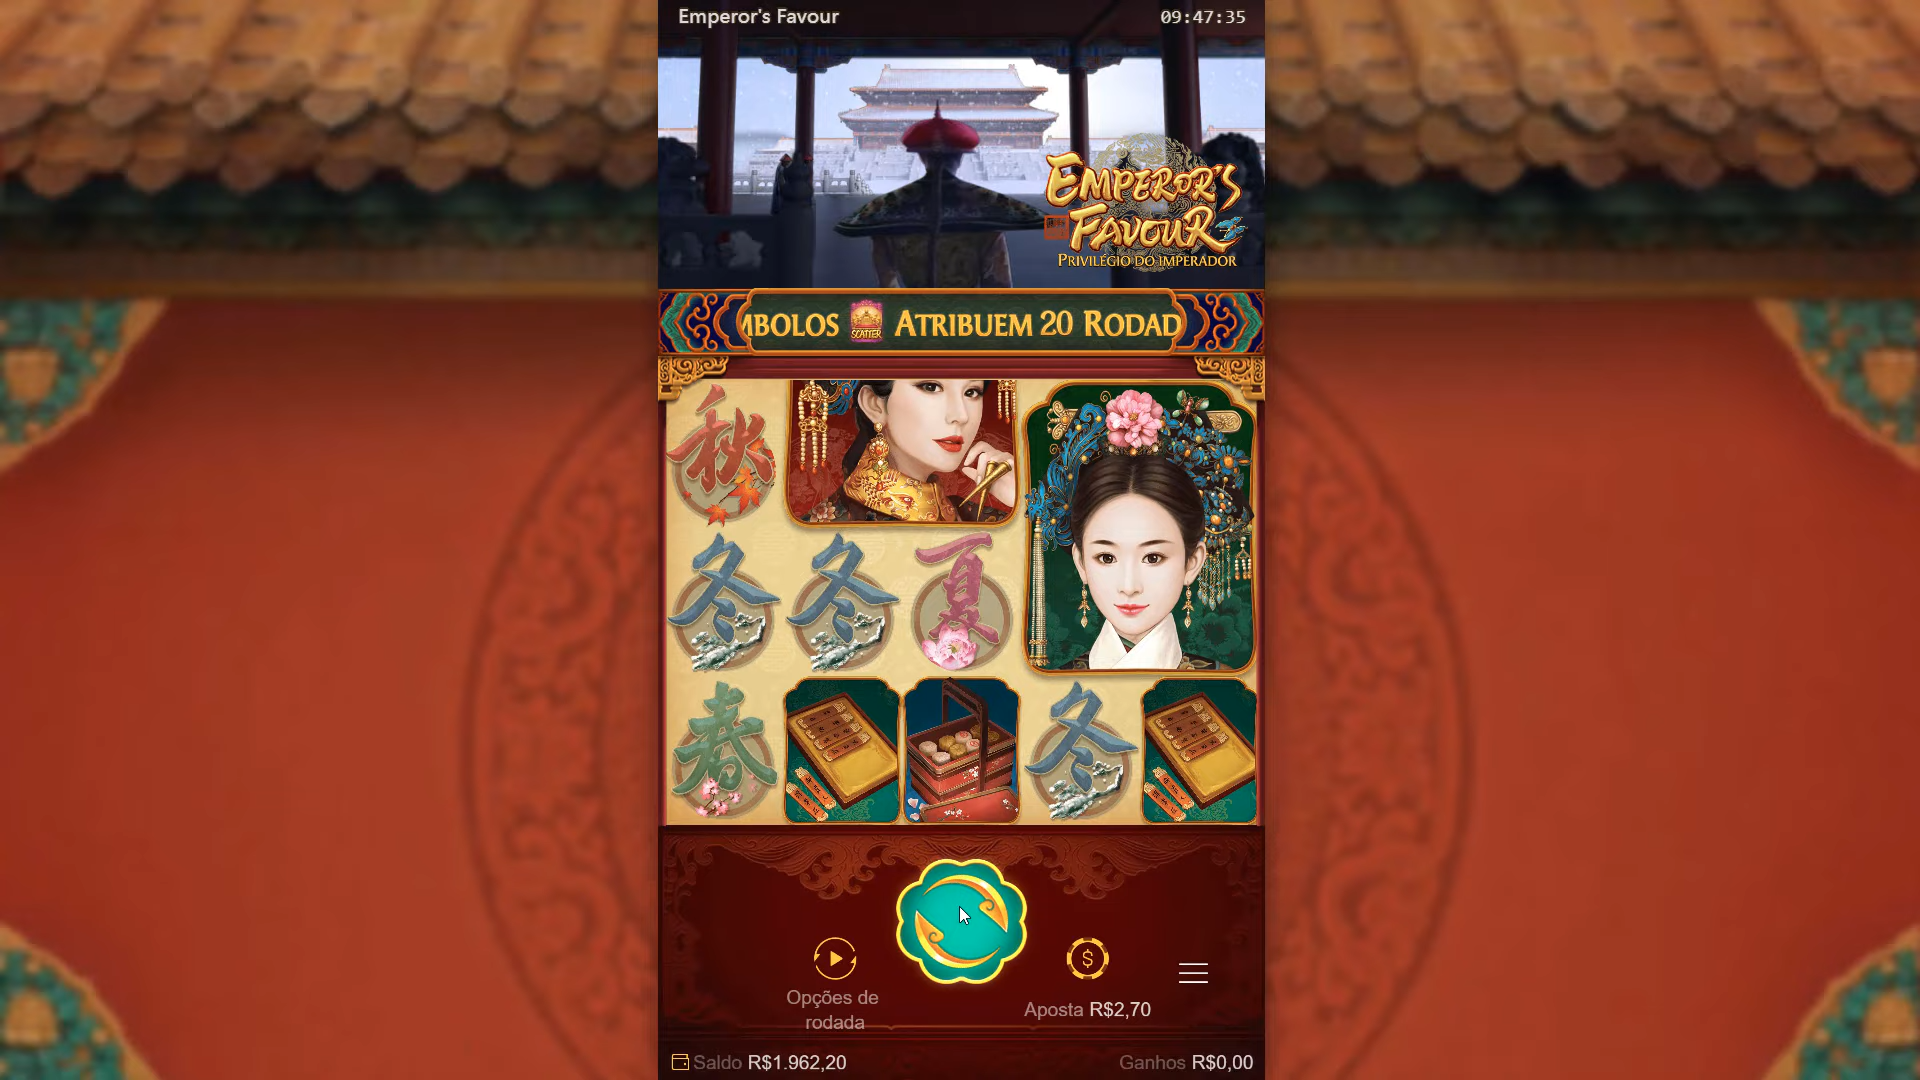 Emperor's Favour
09:47:35
EMPEROR'S
FAVOUR
PRIVILÉGIO DO IMPERADOR
MBOLOS SCATTER ATRIBUEM 20 RODAD
秋
冬 冬 夏
春 冬
Opções de
rodada
Aposta R$2,70
Saldo R$1.962,20
Ganhos R$0,00